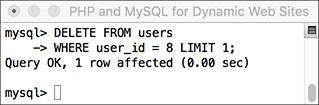 PHP and MySQL for Dynamic Web Sites
mysql> DELETE FROM users
    -> WHERE user_id = 8 LIMIT 1;
Query OK, 1 row affected (0.00 sec)
mysql>